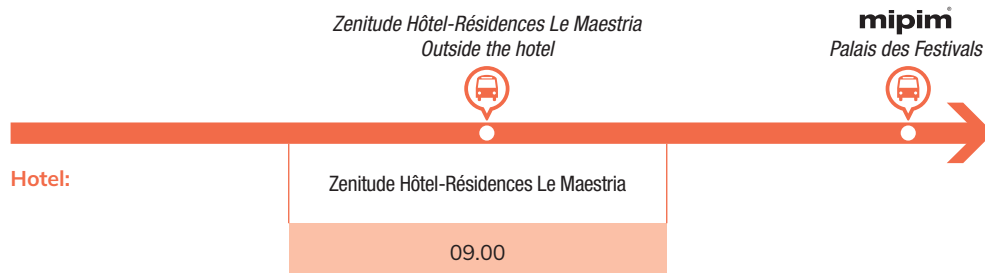 Zenitude Hôtel-Résidences Le Maestria
Outside the hotel
mipim®
Palais des Festivals
Hotel:
Zenitude Hôtel-Résidences Le Maestria
09.00